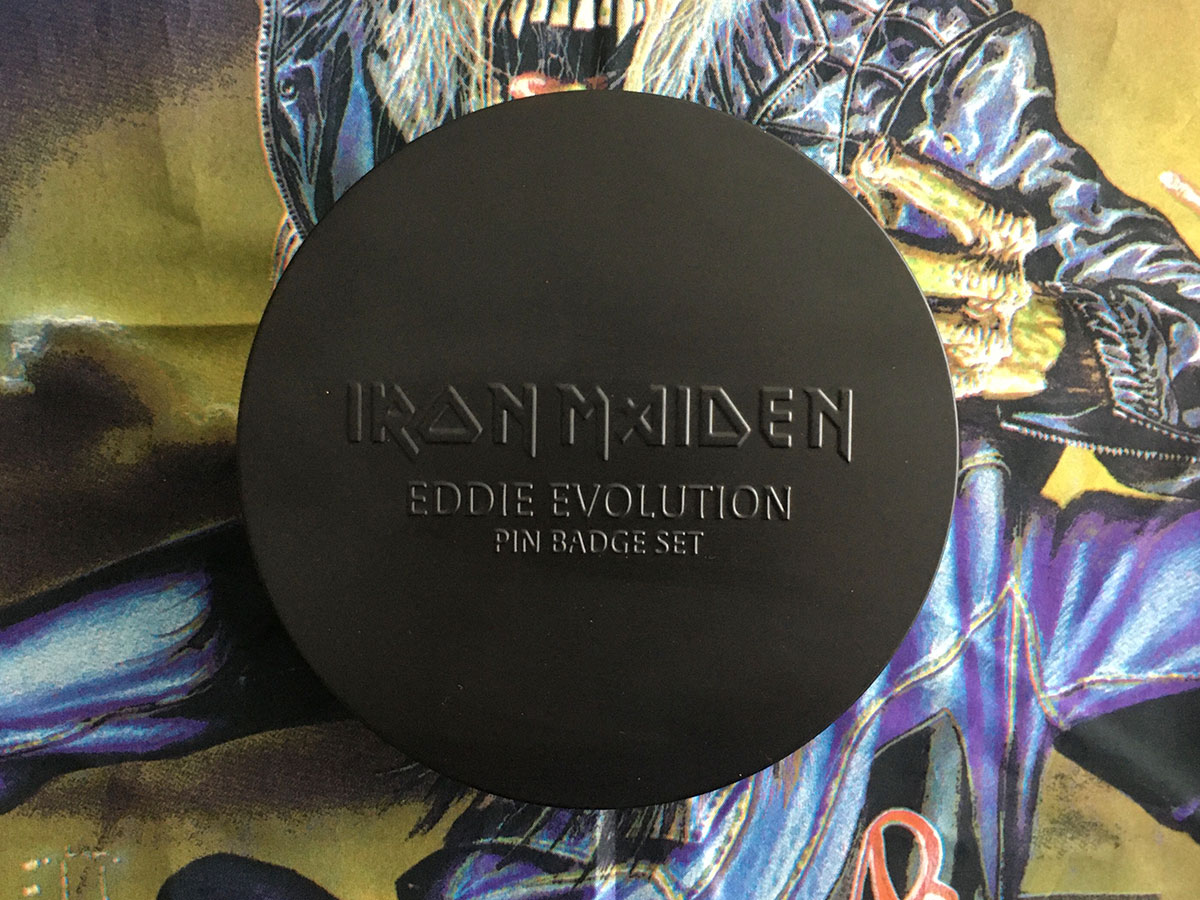 IRON MAIDEN
EDDIE EVOLUTION
PIN BADGE SET